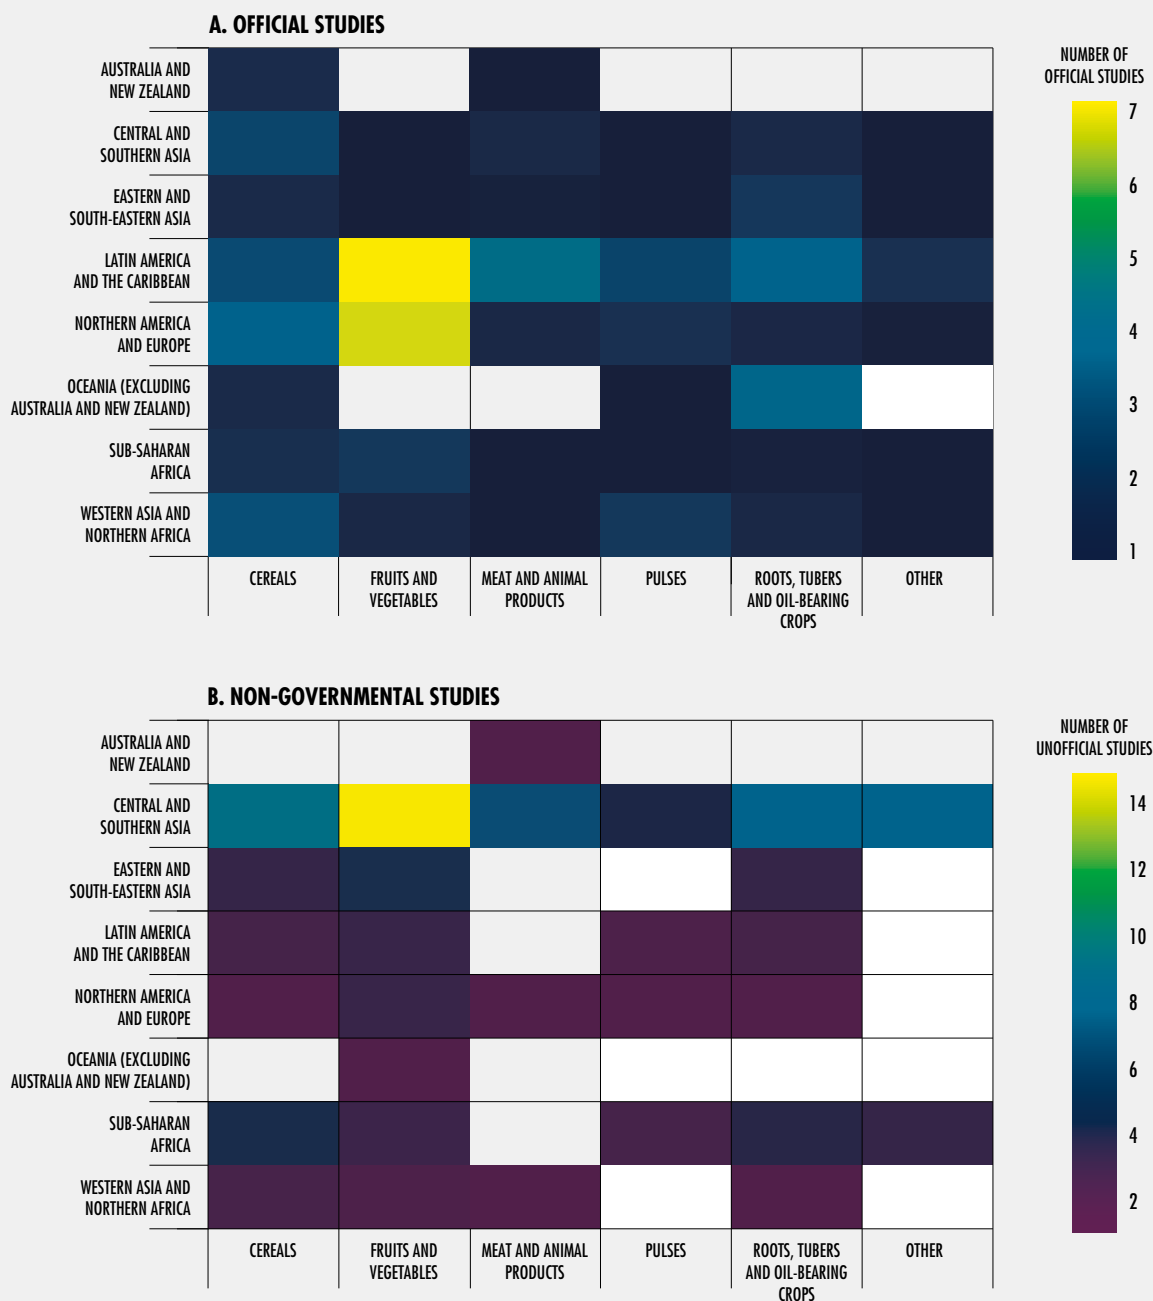 A. OFFICIAL STUDIES
AUSTRALIA AND
NEW ZEALAND
CENTRAL AND
SOUTHERN ASIA
EASTERN AND
SOUTH-EASTERN ASIA
LATIN AMERICA
AND THE CARIBBEAN
NORTHERN AMERICA
AND EUROPE
OCEANIA (EXCLUDING
AUSTRALIA AND NEW ZEALAND)
SUB-SAHARAN
AFRICA
WESTERN ASIA AND
NORTHERN AFRICA
CEREALS
FRUITS AND
VEGETABLES
MEAT AND ANIMAL
PRODUCTS
PULSES
ROOTS, TUBERS
AND OIL-BEARING
CROPS
OTHER
NUMBER OF
OFFICIAL STUDIES
7
6
5
4
3
2
1
B. NON-GOVERNMENTAL STUDIES
AUSTRALIA AND
NEW ZEALAND
CENTRAL AND
SOUTHERN ASIA
EASTERN AND
SOUTH-EASTERN ASIA
LATIN AMERICA
AND THE CARIBBEAN
NORTHERN AMERICA
AND EUROPE
OCEANIA (EXCLUDING
AUSTRALIA AND NEW ZEALAND)
SUB-SAHARAN
AFRICA
WESTERN ASIA AND
NORTHERN AFRICA
CEREALS
FRUITS AND
VEGETABLES
MEAT AND ANIMAL
PRODUCTS
PULSES
ROOTS, TUBERS
AND OIL-BEARING
CROPS
OTHER
NUMBER OF
UNOFFICIAL STUDIES
14
12
10
8
6
4
2